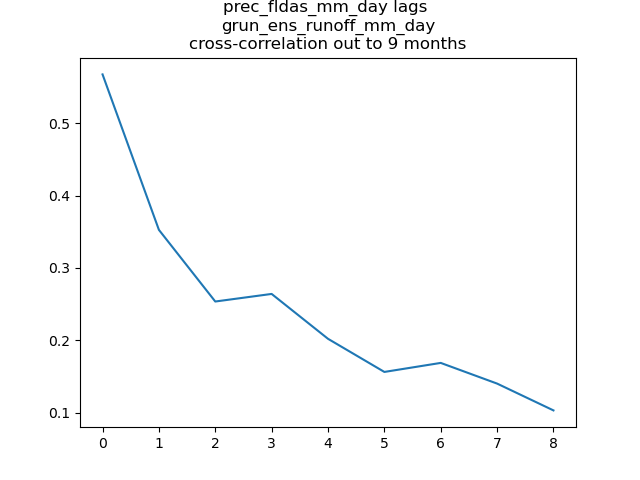 prec_fldas_mm_day lags
grun_ens_runoff_mm_day
cross-correlation out to 9 months
0.5
0.4
0.3
0.2
0.1
0 1 2 3 4 5 6 7 8